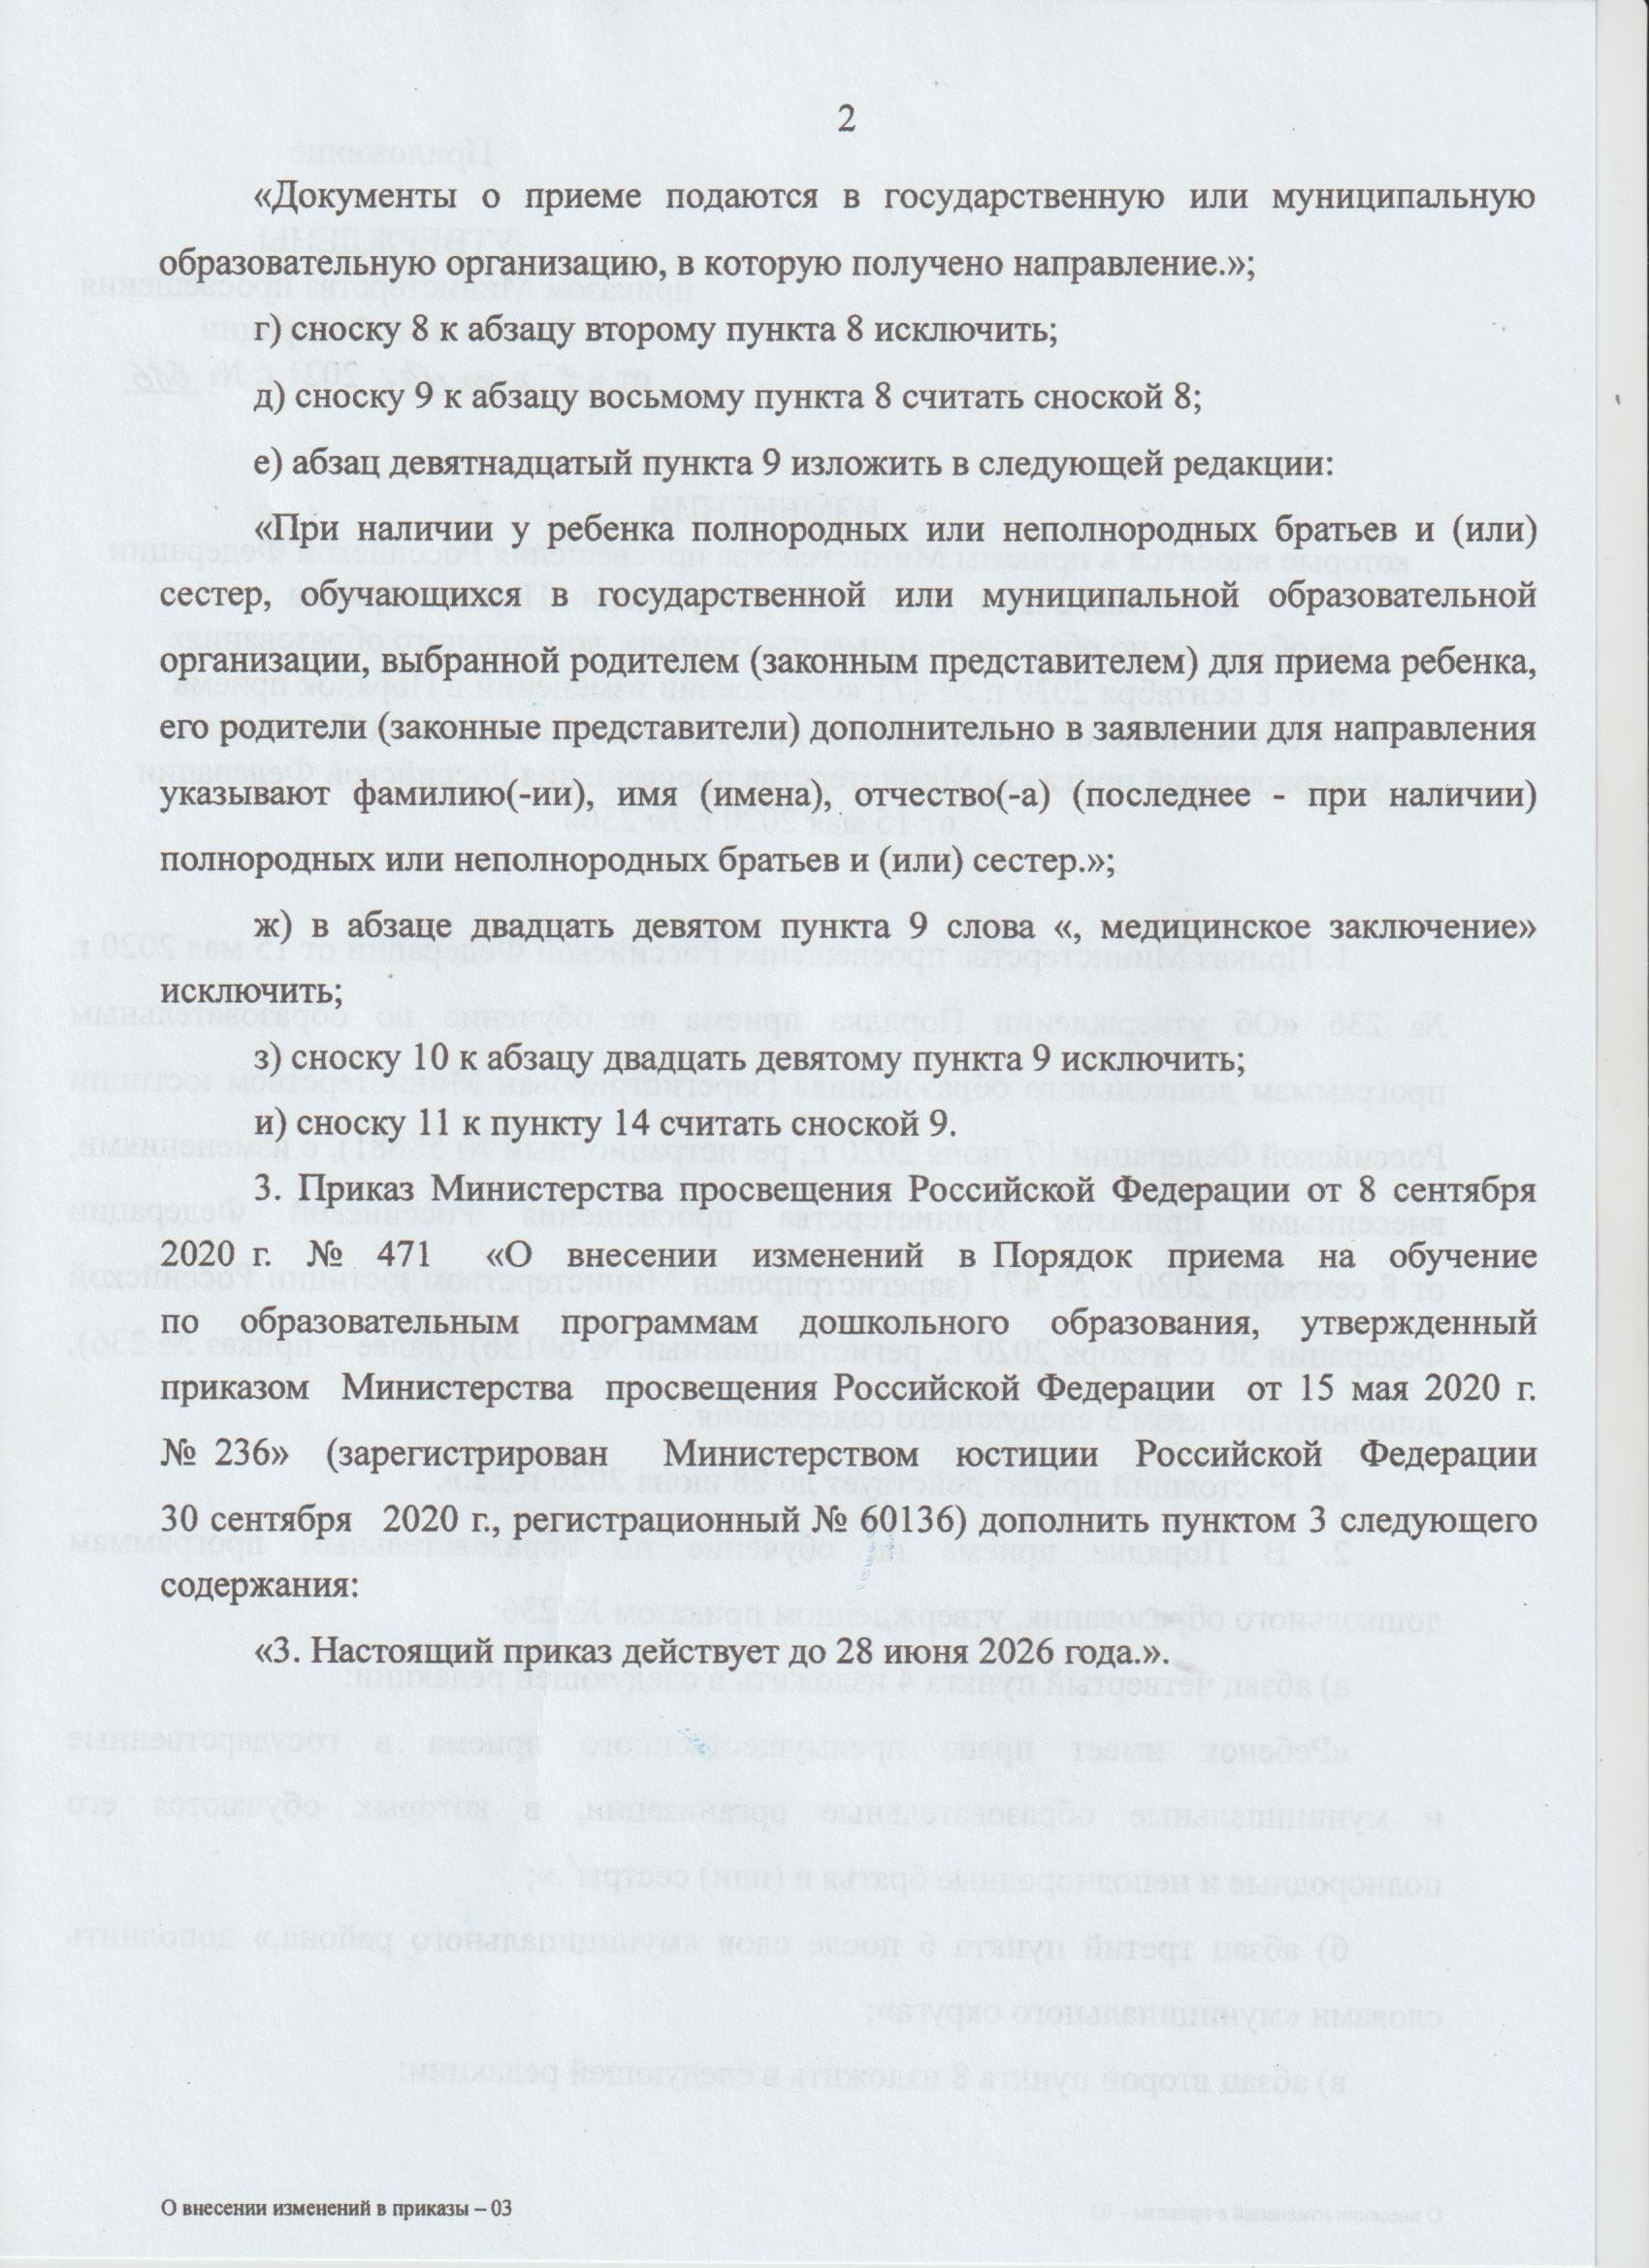 2
«Документы о приеме подаются в государственную или муниципальную
образовательную организацию, в которую получено направление.»;
г) сноску 8 к абзацу второму пункта 8 исключить;
д) сноску 9 к абзацу восьмому пункта 8 считать сноской 8;
е) абзац девятнадцатый пункта 9 изложить в следующей редакции:
«При наличии у ребенка полнородных или неполнородных братьев и (или)
сестер, обучающихся в государственной или муниципальной образовательной
организации, выбранной родителем (законным представителем) для приема ребенка,
его родители (законные представители) дополнительно в заявлении для направления
указывают фамилию(-ии), имя (имена), отчество(-а) (последнее - при наличии)
полнородных или неполнородных братьев и (или) сестер.»;
ж) в абзаце двадцать девятом пункта 9 слова «, медицинское заключение»
исключить;
з) сноску 10 к абзацу двадцать девятому пункта 9 исключить;
и) сноску 11 к пункту 14 считать сноской 9.
3. Приказ Министерства просвещения Российской Федерации от 8 сентября
2020 г. № 471 «О внесении изменений в Порядок приема на обучение
по образовательным программам дошкольного образования, утвержденный
приказом Министерства просвещения Российской Федерации от 15 мая 2020 г.
№ 236» (зарегистрирован Министерством юстиции Российской Федерации
30 сентября 2020 г., регистрационный № 60136) дополнить пунктом 3 следующего
содержания:
«3. Настоящий приказ действует до 28 июня 2026 года.».
О внесении изменений в приказы – 03